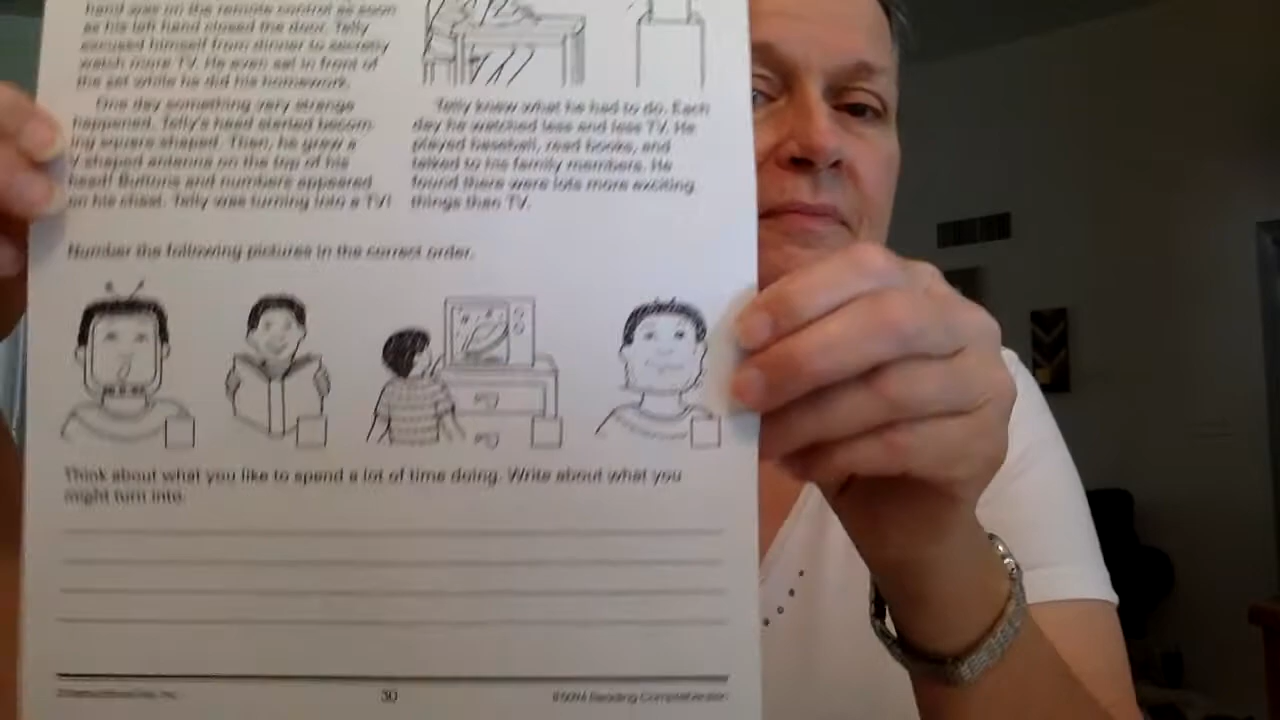 hand was on the remote control as soon
as his left hand closed the door. Telly
excused himself from dinner to secretly
watch more TV. He even sat in front of
the set while he did his homework.
One day something very strange
happened. Telly's head started becom-
ing square shaped. Then, he grew a
V shaped antenna on the top of his
head! Buttons and numbers appeared
on his chest. Telly was turning into a TV!
Telly knew what he had to do. Each
day he watched less and less TV. He
played baseball, read books, and
talked to his family members. He
found there were lots more exciting
things than TV.
Number the following pictures in the correct order.
Think about what you like to spend a lot of time doing. Write about what you
might turn into.
30
Reading Comprehension